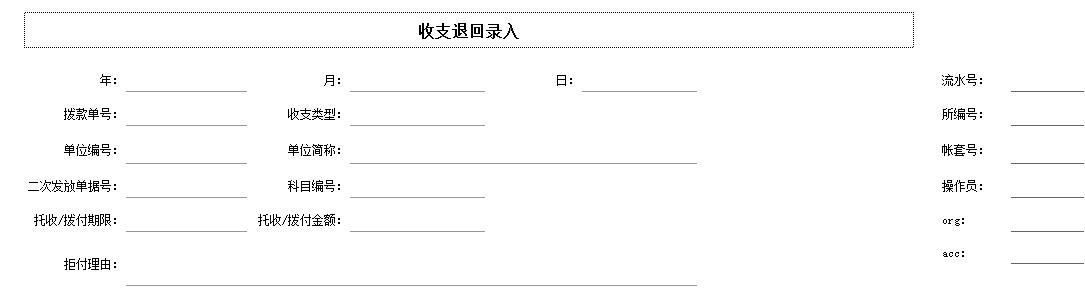 收支退回录入
年： 月： 日： 流水号：
拨款单号： 收支类型： 所编号：
单位编号： 单位简称： 帐套号：
二次发放单据号： 科目编号： 操作员：
托收/拨付期限： 托收/拨付金额： org：
acc：
拒付理由：